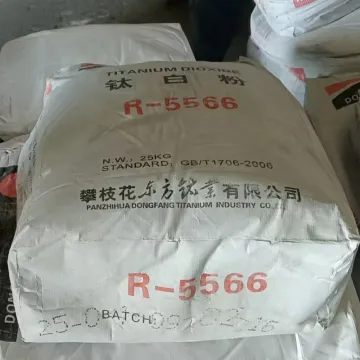 TITANIUM DIOXIDE
钛白粉
R-5566
N.W.: 25KG
STANDARD: GB/T1706-2006
攀枝花东方钛业有限公司
PANZHIHUA DONGFANG TITANIUM INDUSTRY CO.,
R-5566
BATCH